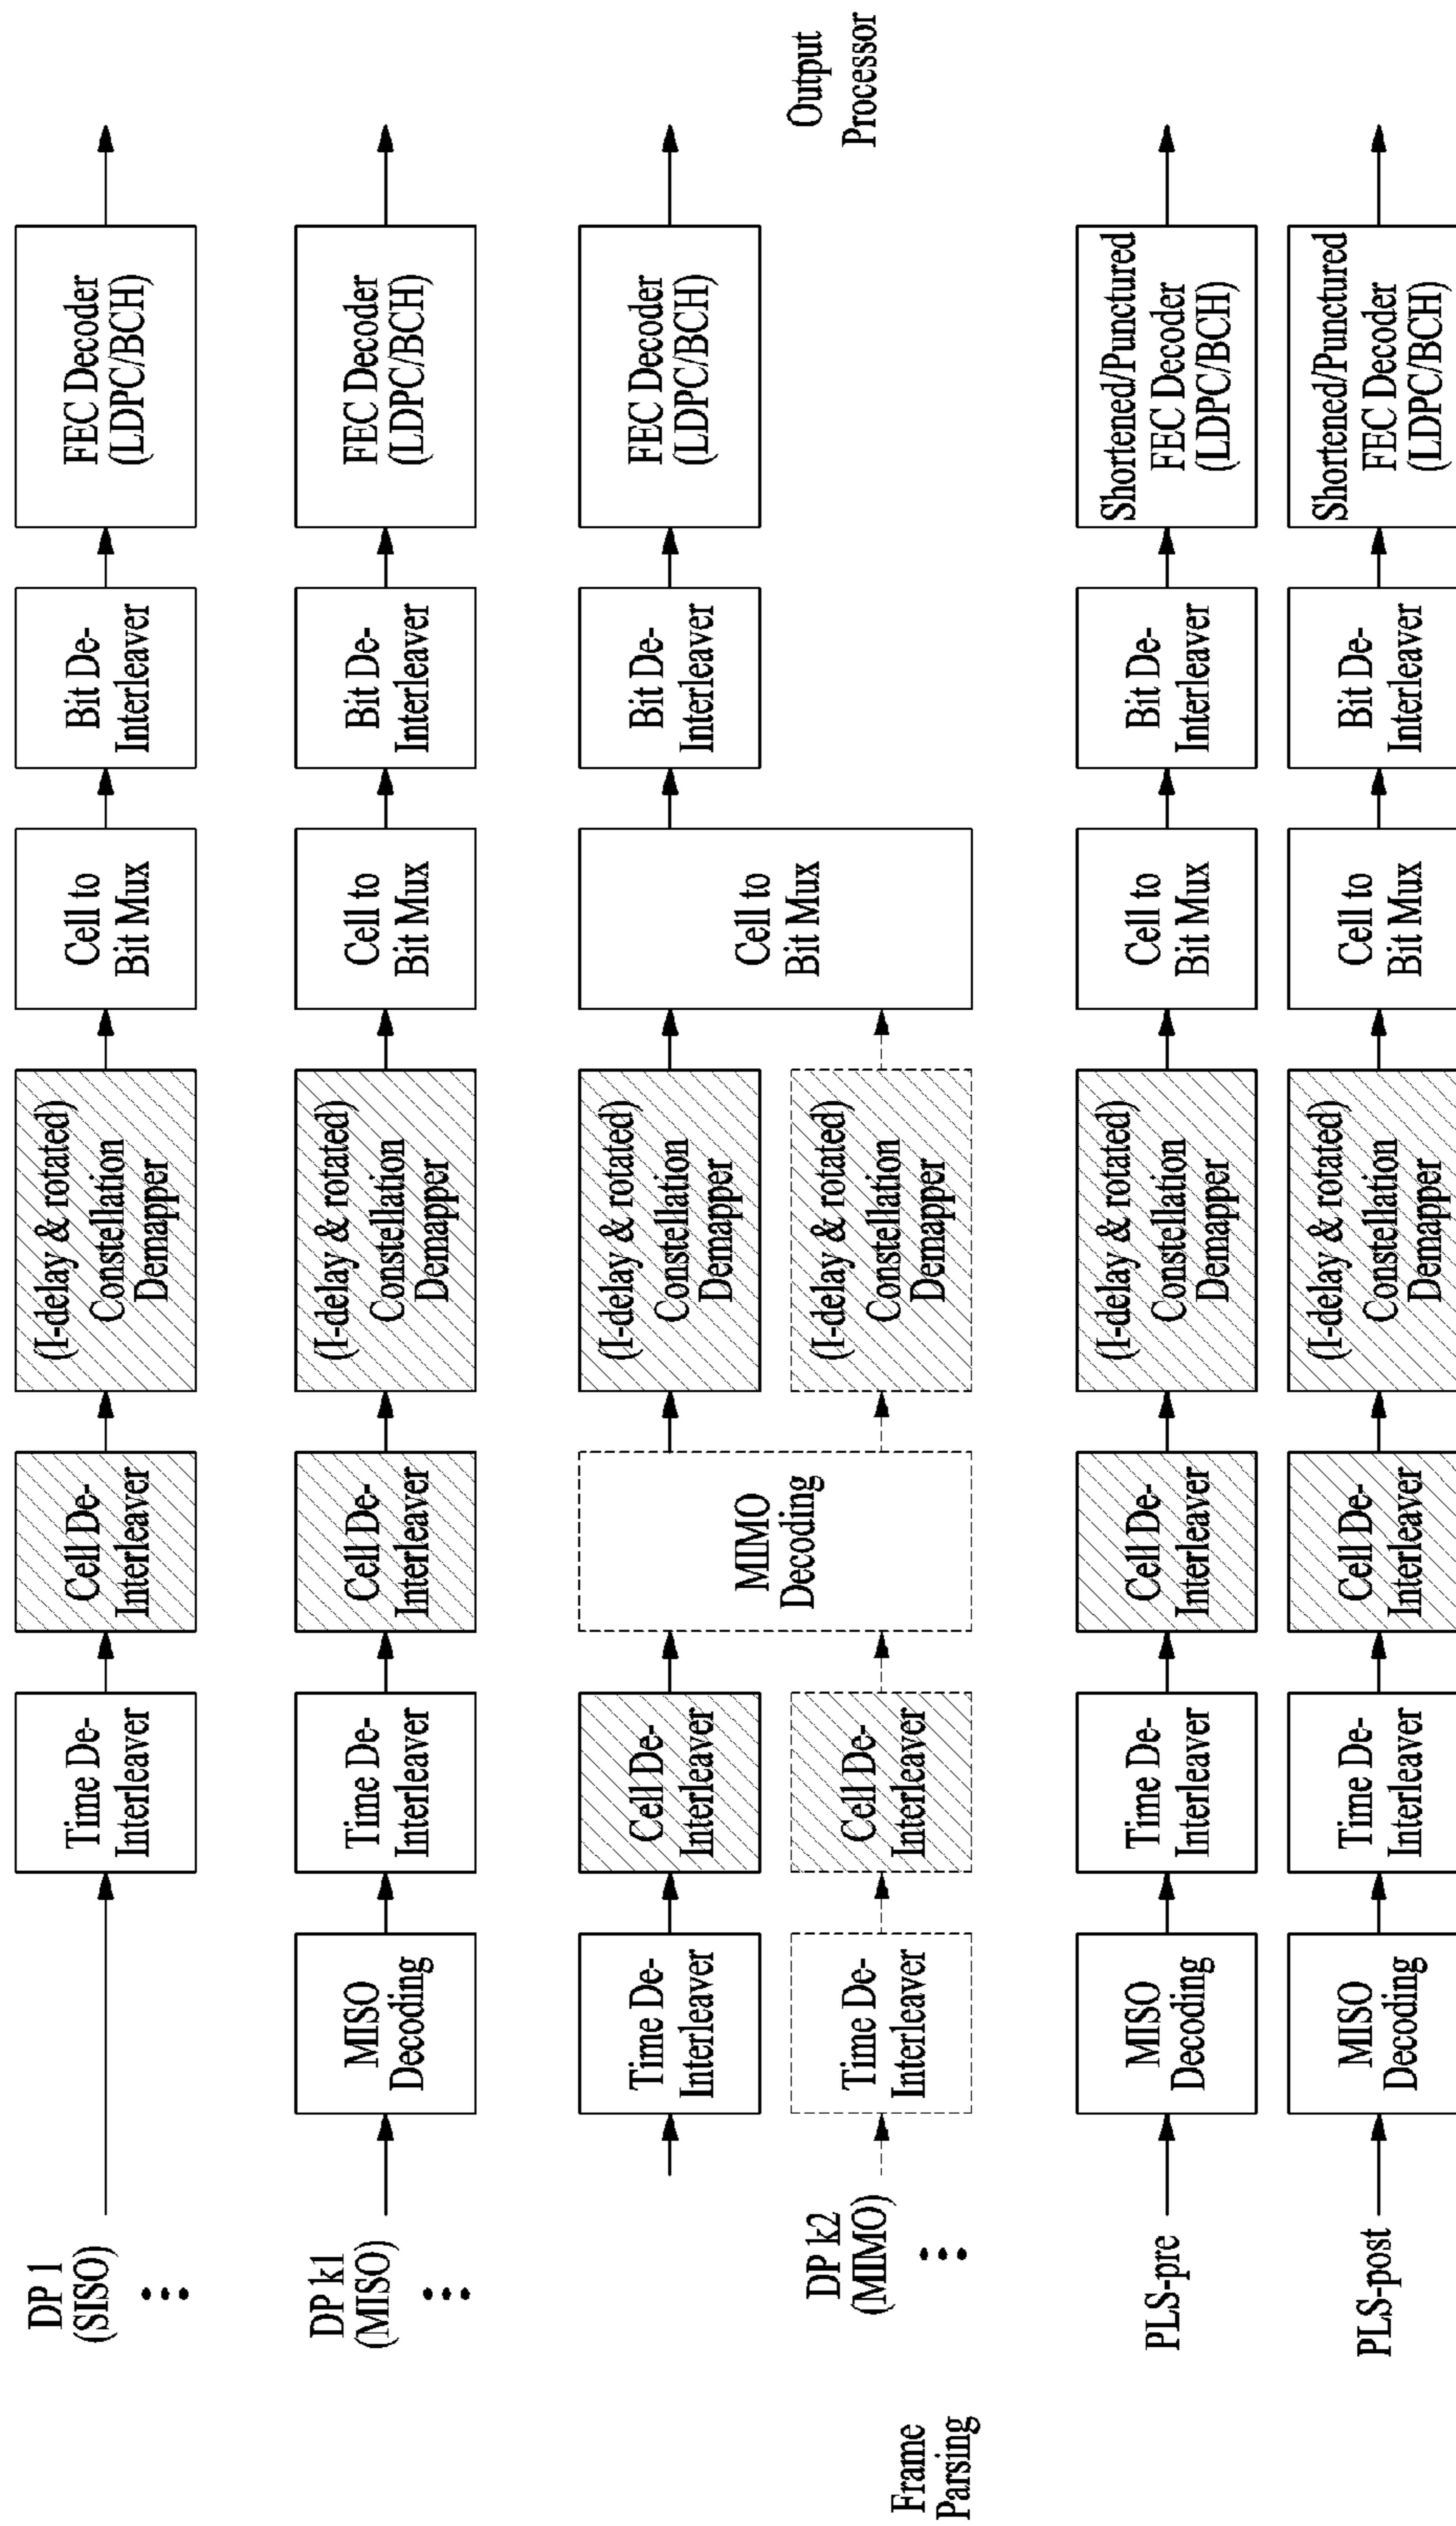 Frame
Parsing
DP 1
(SISO)
Time De-
Interleaver
Cell De-
Interleaver
(I-delay & rotated)
Constellation
Demapper
Cell to
Bit Mux
Bit De-
Interleaver
FEC Decoder
(LDPC/BCH)
DP k1
(MISO)
MISO
Decoding
Time De-
Interleaver
Cell De-
Interleaver
(I-delay & rotated)
Constellation
Demapper
Cell to
Bit Mux
Bit De-
Interleaver
FEC Decoder
(LDPC/BCH)
DP k2
(MIMO)
Time De-
Interleaver
Cell De-
Interleaver
Time De-
Interleaver
Cell De-
Interleaver
MIMO
Decoding
(I-delay & rotated)
Constellation
Demapper
(I-delay & rotated)
Constellation
Demapper
Cell to
Bit Mux
Bit De-
Interleaver
FEC Decoder
(LDPC/BCH)
Output
Processor
PLS-pre
MISO
Decoding
Time De-
Interleaver
Cell De-
Interleaver
(I-delay & rotated)
Constellation
Demapper
Cell to
Bit Mux
Bit De-
Interleaver
Shortened/Punctured
FEC Decoder
(LDPC/BCH)
PLS-post
MISO
Decoding
Time De-
Interleaver
Cell De-
Interleaver
(I-delay & rotated)
Constellation
Demapper
Cell to
Bit Mux
Bit De-
Interleaver
Shortened/Punctured
FEC Decoder
(LDPC/BCH)